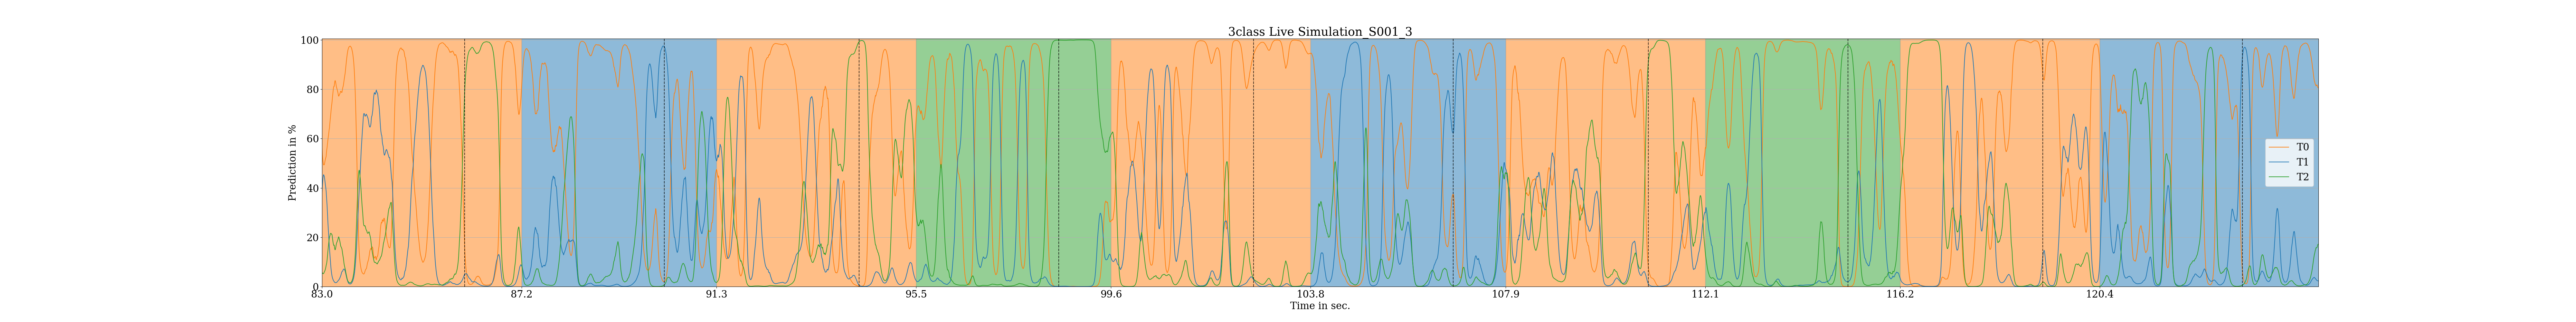 3class Live Simulation_S001_3
Prediction in %
100
80
60
40
20
0
83.0 87.2 91.3 95.5 99.6 103.8 107.9 112.1 116.2 120.4
Time in sec.
T0
T1
T2